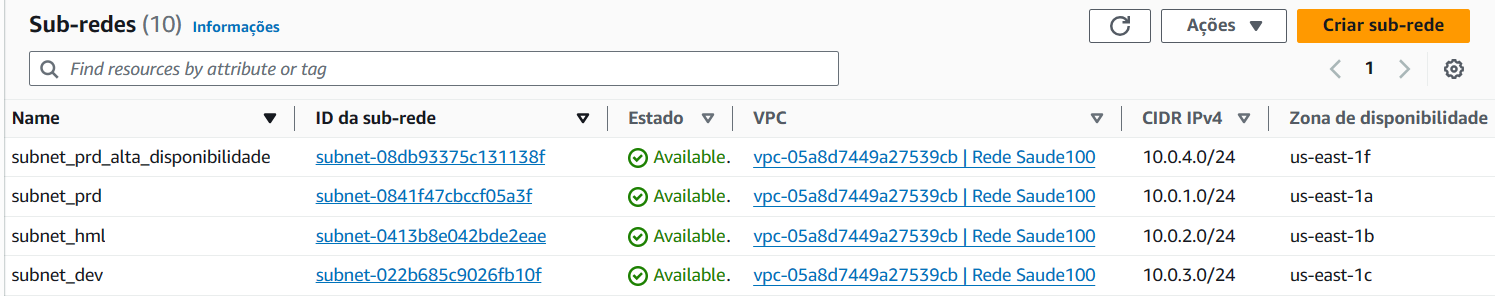 Sub-redes (10) Informações
Ações
Criar sub-rede
Find resources by attribute or tag
1
Name ID da sub-rede Estado VPC CIDR IPv4 Zona de disponibilidade
subnet_prd_alta_disponibilidade subnet-08db93375c131138f Available. vpc-05a8d7449a27539cb | Rede Saude100 10.0.4.0/24 us-east-1f
subnet_prd subnet-0841f47cbccf05a3f Available. vpc-05a8d7449a27539cb | Rede Saude100 10.0.1.0/24 us-east-1a
subnet_hml subnet-0413b8e042bde2eae Available. vpc-05a8d7449a27539cb | Rede Saude100 10.0.2.0/24 us-east-1b
subnet_dev subnet-022b685c9026fb10f Available. vpc-05a8d7449a27539cb | Rede Saude100 10.0.3.0/24 us-east-1c